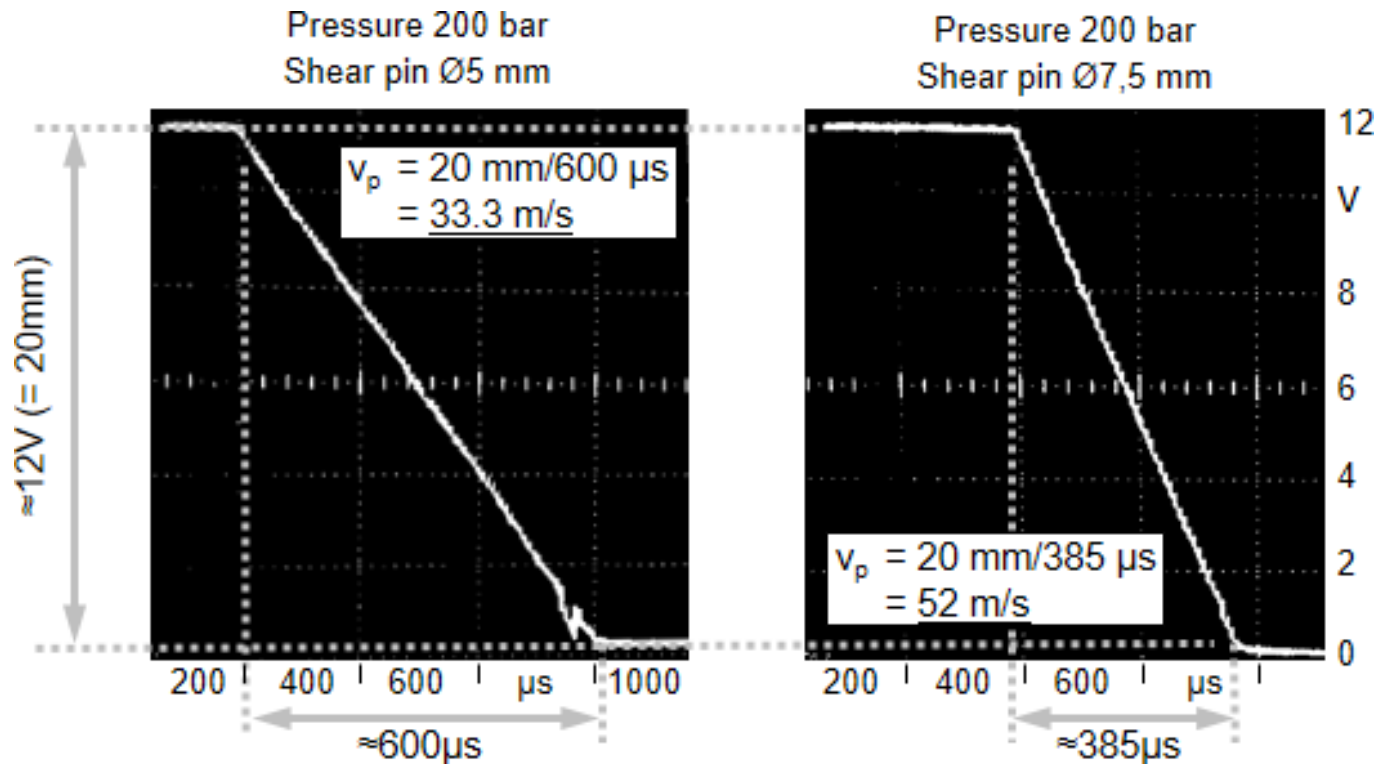 Pressure 200 bar
Shear pin Ø5 mm
Pressure 200 bar
Shear pin Ø7,5 mm
vₚ = 20 mm/600 µs
= 33.3 m/s
≈12V (= 20mm)
vₚ = 20 mm/385 µs
= 52 m/s
12
V
8
6
4
2
0
200 400 600 µs 1000
200 400 600 µs
≈600µs
≈385µs